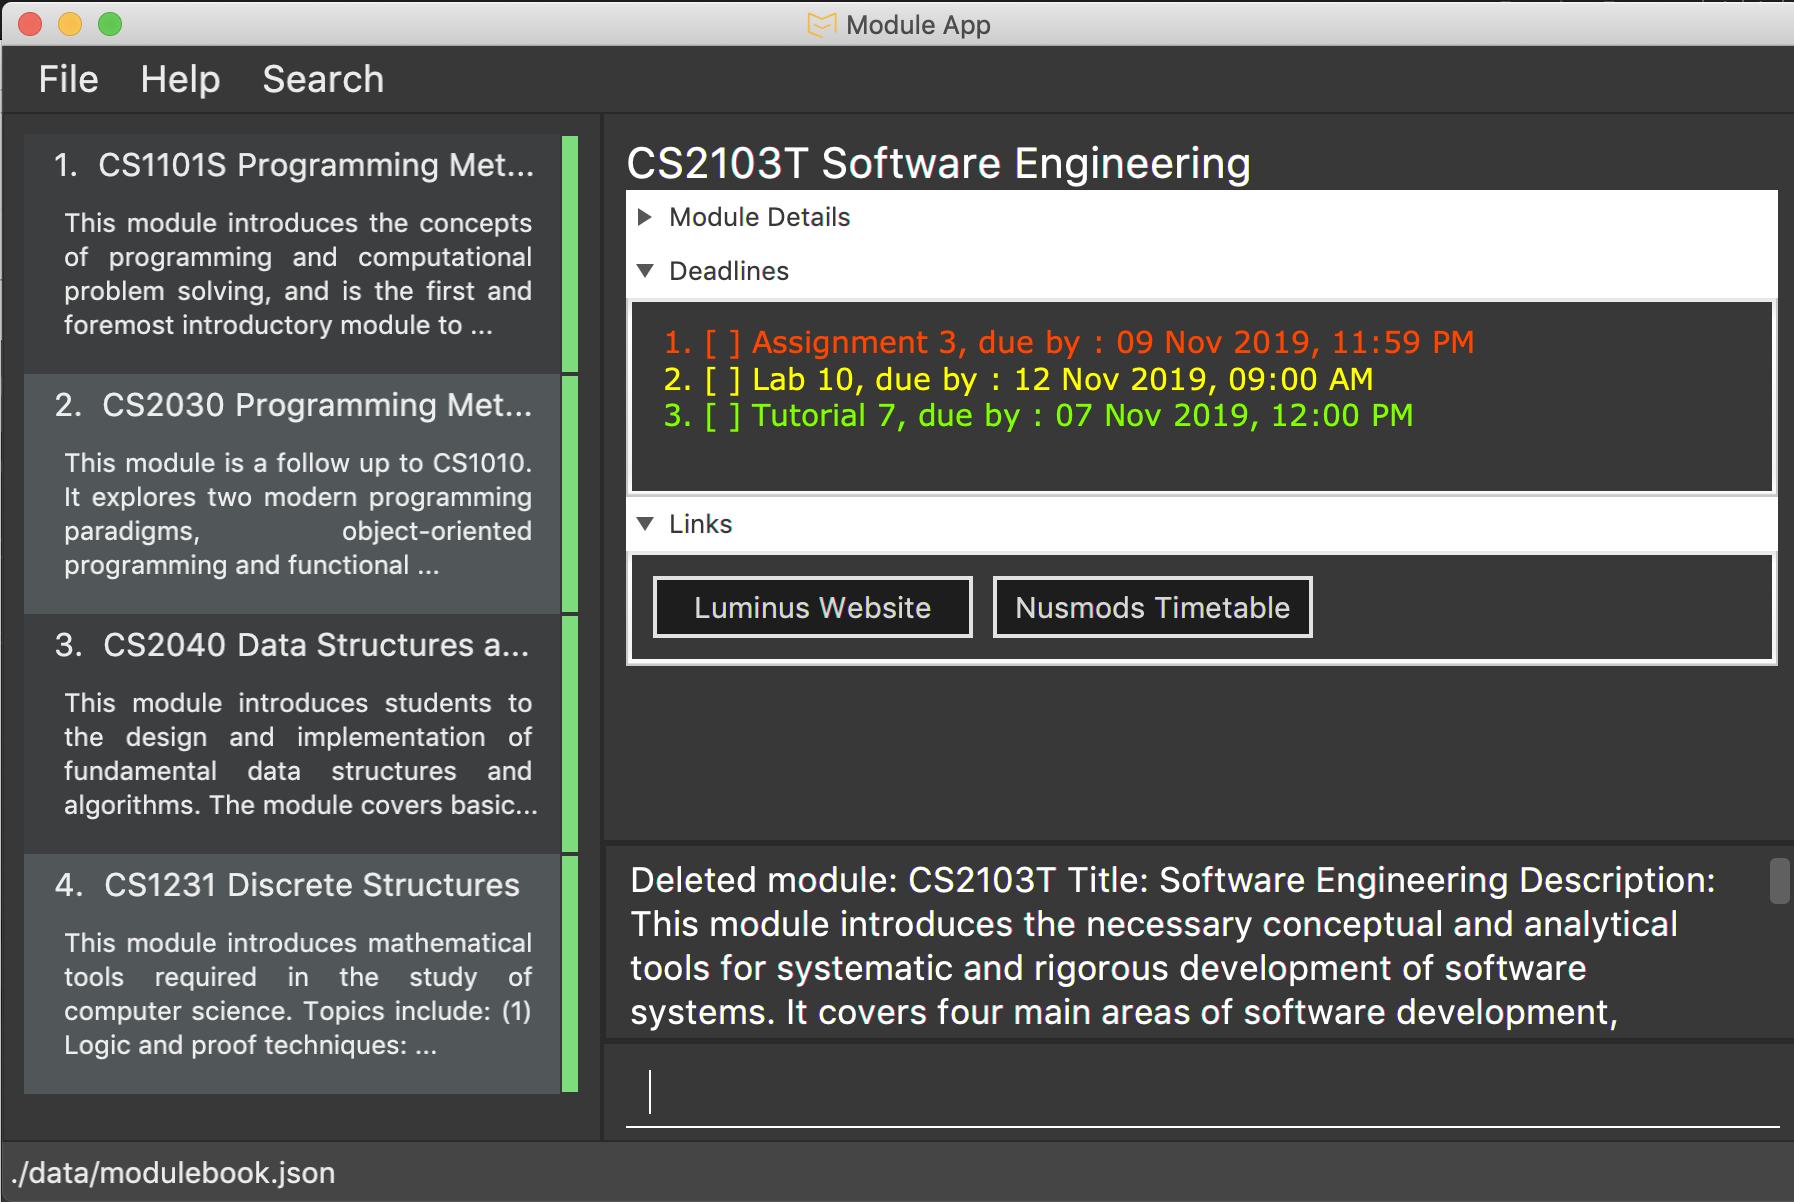 Module App
File Help Search
1. CS1101S Programming Met...
This module introduces the concepts
of programming and computational
problem solving, and is the first and
foremost introductory module to ...
2. CS2030 Programming Met...
This module is a follow up to CS1010.
It explores two modern programming
paradigms, object-oriented
programming and functional ...
3. CS2040 Data Structures a...
This module introduces students to
the design and implementation of
fundamental data structures and
algorithms. The module covers basic...
4. CS1231 Discrete Structures
This module introduces mathematical
tools required in the study of
computer science. Topics include: (1)
Logic and proof techniques: ...
CS2103T Software Engineering
Module Details
Deadlines
1. [ ] Assignment 3, due by : 09 Nov 2019, 11:59 PM
2. [ ] Lab 10, due by : 12 Nov 2019, 09:00 AM
3. [ ] Tutorial 7, due by : 07 Nov 2019, 12:00 PM
Links
Luminus Website Nusmods Timetable
Deleted module: CS2103T Title: Software Engineering Description:
This module introduces the necessary conceptual and analytical
tools for systematic and rigorous development of software
systems. It covers four main areas of software development,
./data/modulebook.json